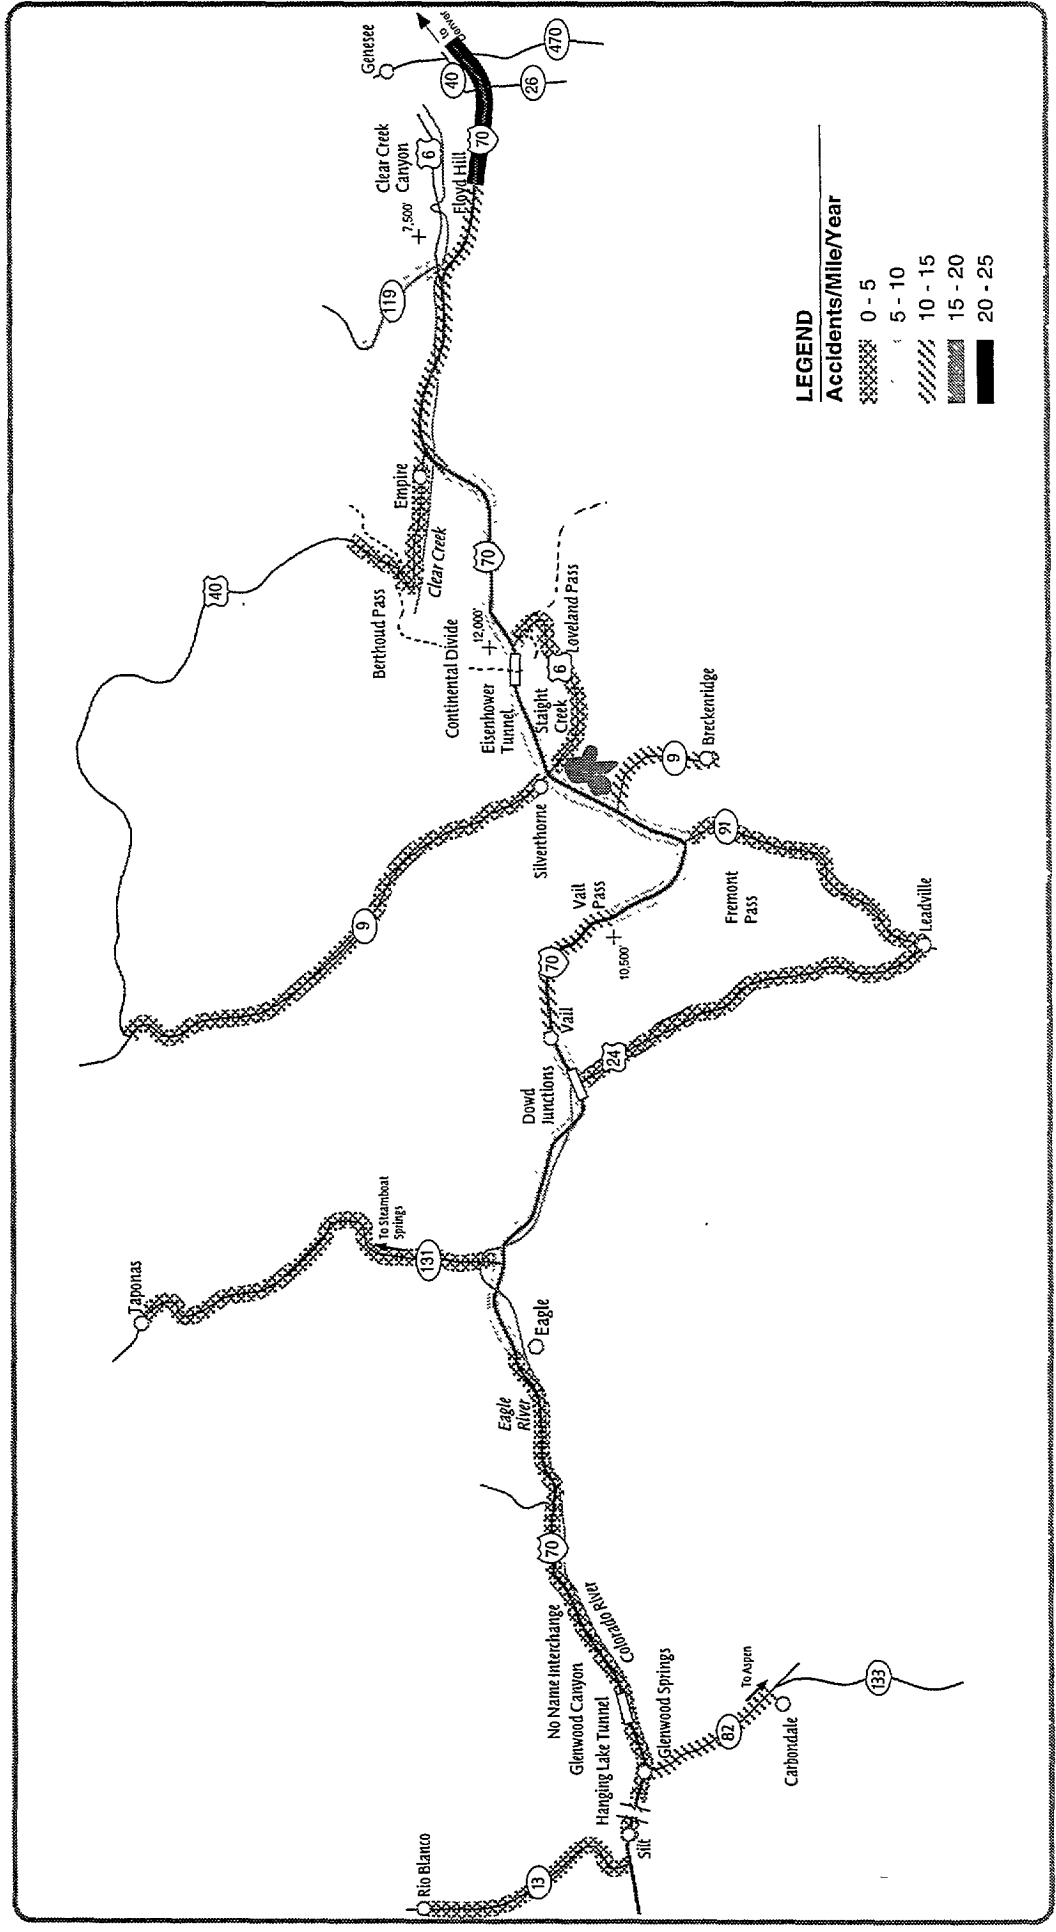 Rio Blanco
13
Silt
Hanging Lake Tunnel
Glenwood Canyon
No Name Interchange
Glenwood Springs
Colorado River
82
To Aspen
Carbondale
133
70
Eagle
River
Eagle
Taponas
131
To Steamboat
Springs
Dowd
Junctions
24
Vail
70
Vail
Pass
10,500'
Fremont
Pass
Leadville
91
9
Silverthorne
9
Breckenridge
Eisenhower
Tunnel
Staight
Creek
6
Loveland Pass
Continental Divide
12,000'
Berthoud Pass
40
Clear Creek
70
Empire
119
7,500'
Clear Creek
Canyon
6
Floyd Hill
70
Genesee
40
26
470
to
Denver
LEGEND
Accidents/Mile/Year
0 - 5
5 - 10
10 - 15
15 - 20
20 - 25